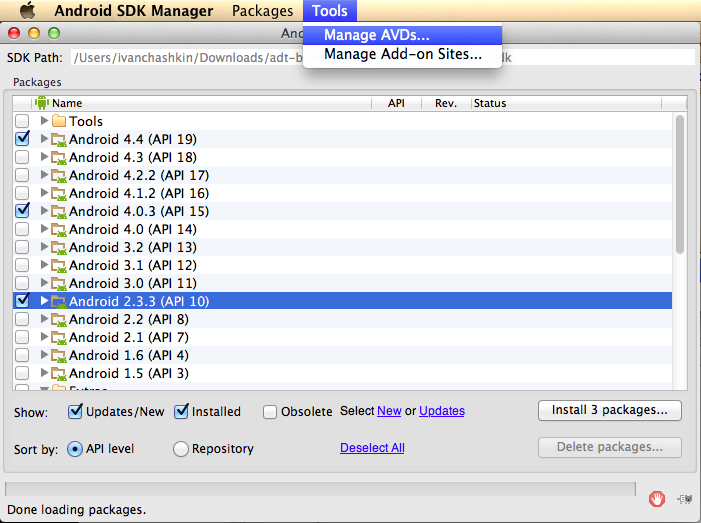 Android SDK Manager Packages Tools
Manage AVDs...
Manage Add-on Sites...
SDK Path: /Users/ivanchashkin/Downloads/adt-b
Packages
Name API Rev. Status
Tools
Android 4.4 (API 19)
Android 4.3 (API 18)
Android 4.2.2 (API 17)
Android 4.1.2 (API 16)
Android 4.0.3 (API 15)
Android 4.0 (API 14)
Android 3.2 (API 13)
Android 3.1 (API 12)
Android 3.0 (API 11)
Android 2.3.3 (API 10)
Android 2.2 (API 8)
Android 2.1 (API 7)
Android 1.6 (API 4)
Android 1.5 (API 3)
Extras
Show: Updates/New Installed Obsolete Select New or Updates Install 3 packages...
Sort by: API level Repository Deselect All Delete packages...
Done loading packages.